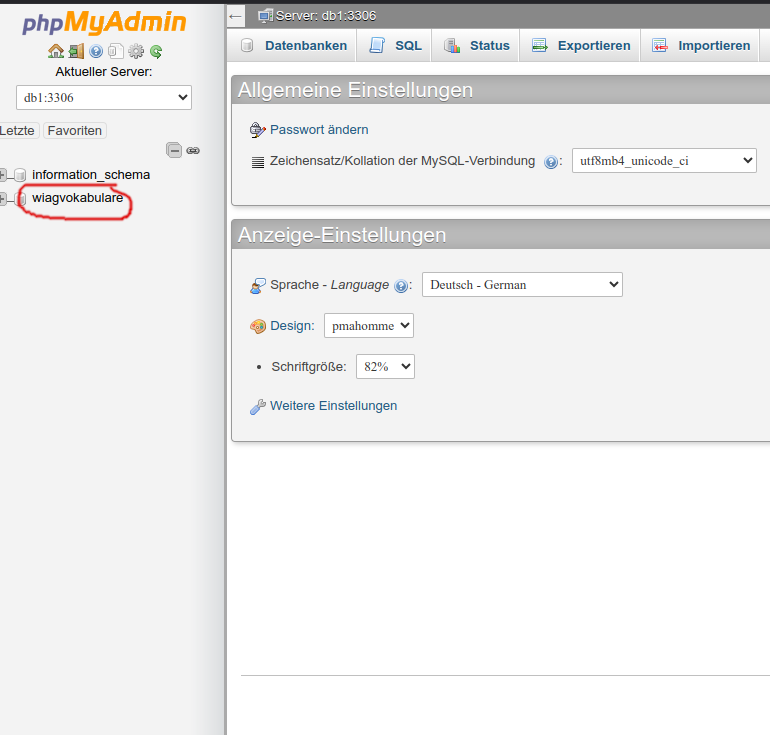 phpMyAdmin
Aktueller Server:
db1:3306
Letzte Favoriten
information_schema
wiagvokabulare
Server: db1:3306
Datenbanken SQL Status Exportieren Importieren
Allgemeine Einstellungen
Passwort ändern
Zeichensatz/Kollation der MySQL-Verbindung : utf8mb4_unicode_ci
Anzeige-Einstellungen
Sprache - Language : Deutsch - German
Design: pmahomme
Schriftgröße: 82%
Weitere Einstellungen